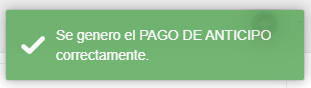 Se genero el PAGO DE ANTICIPO
correctamente.